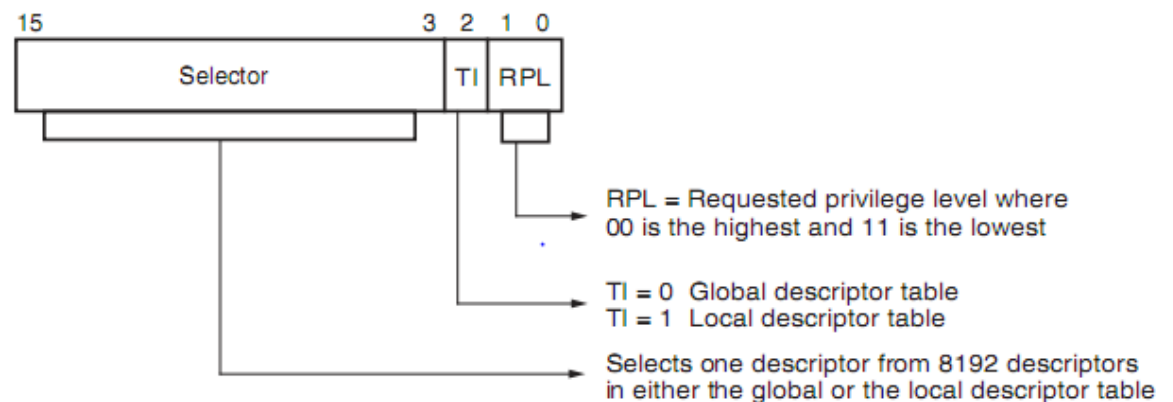 15 3 2 1 0
Selector TI RPL
RPL = Requested privilege level where
00 is the highest and 11 is the lowest
TI = 0 Global descriptor table
TI = 1 Local descriptor table
Selects one descriptor from 8192 descriptors
in either the global or the local descriptor table